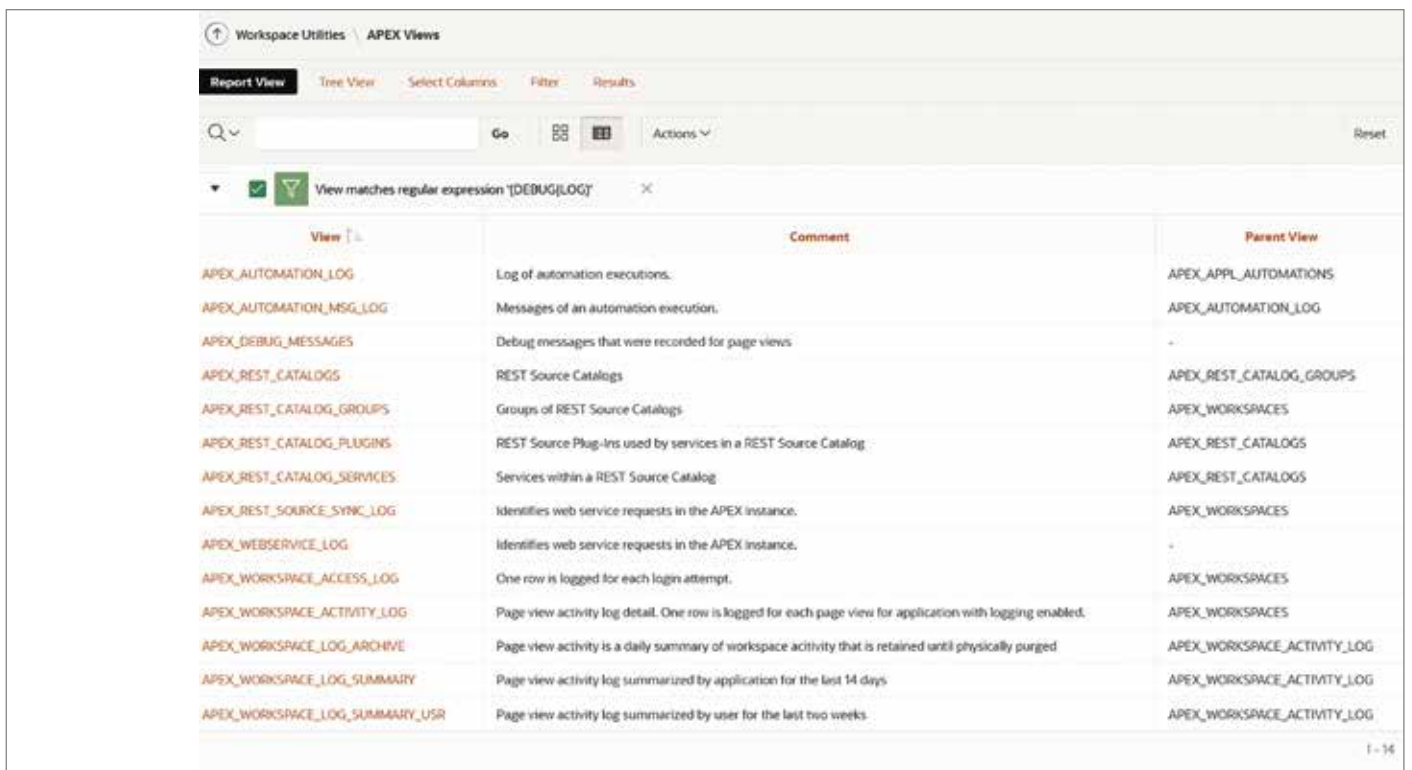 Workspace Utilities \ APEX Views
Report View Tree View Select Columns Filter Results
Go Actions Reset
View matches regular expression '(DEBUG|LOG)'
View Comment Parent View
APEX_AUTOMATION_LOG Log of automation executions. APEX_APPL_AUTOMATIONS
APEX_AUTOMATION_MSG_LOG Messages of an automation execution. APEX_AUTOMATION_LOG
APEX_DEBUG_MESSAGES Debug messages that were recorded for page views -
APEX_REST_CATALOGS REST Source Catalogs APEX_REST_CATALOG_GROUPS
APEX_REST_CATALOG_GROUPS Groups of REST Source Catalogs APEX_WORKSPACES
APEX_REST_CATALOG_PLUGINS REST Source Plug-Ins used by services in a REST Source Catalog APEX_REST_CATALOGS
APEX_REST_CATALOG_SERVICES Services within a REST Source Catalog APEX_REST_CATALOGS
APEX_REST_SOURCE_SYNC_LOG Identifies web service requests in the APEX instance. APEX_WORKSPACES
APEX_WEBSERVICE_LOG Identifies web service requests in the APEX instance. -
APEX_WORKSPACE_ACCESS_LOG One row is logged for each login attempt. APEX_WORKSPACES
APEX_WORKSPACE_ACTIVITY_LOG Page view activity log detail. One row is logged for each page view for application with logging enabled. APEX_WORKSPACES
APEX_WORKSPACE_LOG_ARCHIVE Page view activity is a daily summary of workspace acitivity that is retained until physically purged APEX_WORKSPACE_ACTIVITY_LOG
APEX_WORKSPACE_LOG_SUMMARY Page view activity log summarized by application for the last 14 days APEX_WORKSPACE_ACTIVITY_LOG
APEX_WORKSPACE_LOG_SUMMARY_USR Page view activity log summarized by user for the last two weeks APEX_WORKSPACE_ACTIVITY_LOG
1 - 14